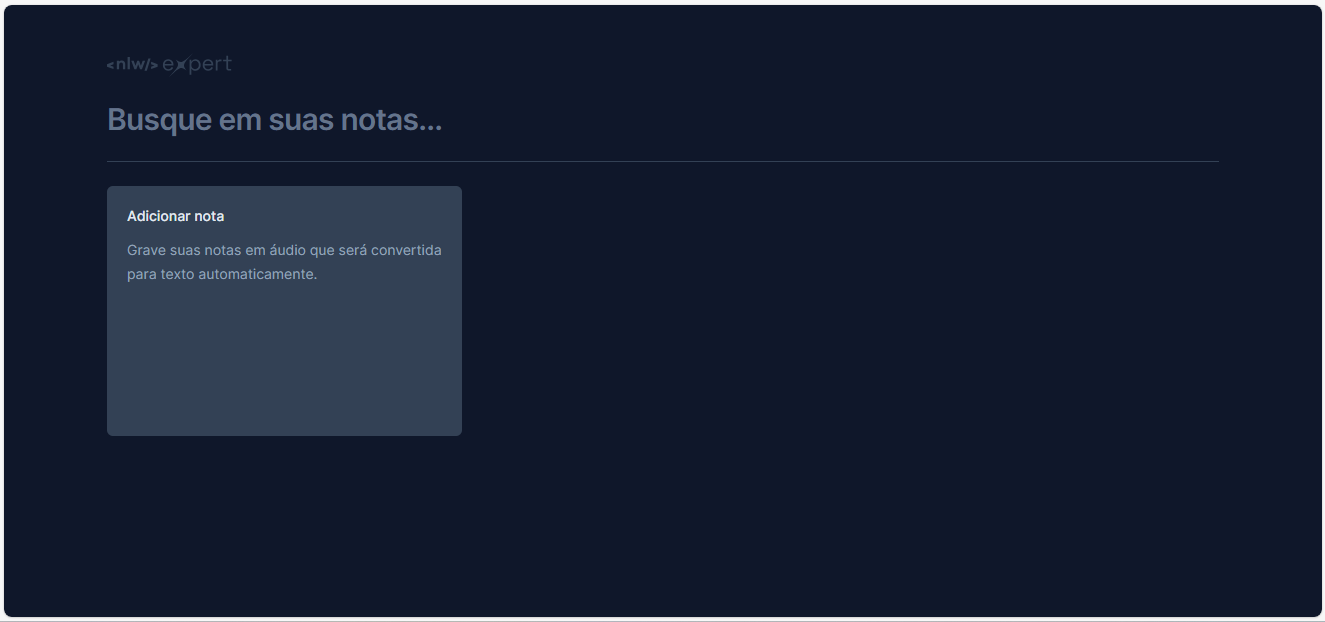 <nlw/> expert
Busque em suas notas...
Adicionar nota
Grave suas notas em áudio que será convertida
para texto automaticamente.